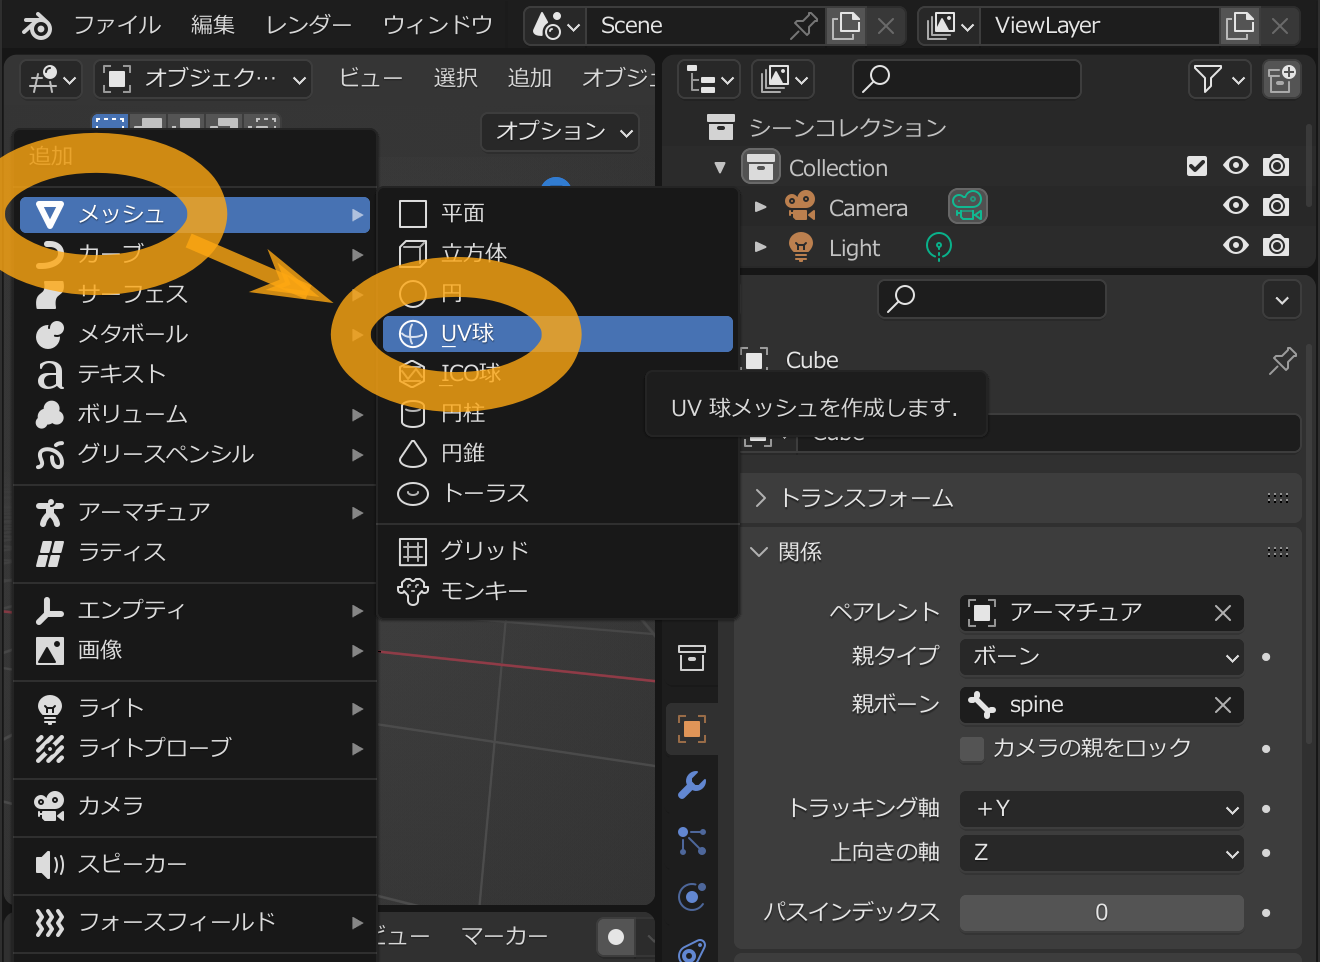 ファイル 編集 レンダー ウィンドウ Scene ViewLayer
オブジェク… ビュー 選択 追加 オブジェ
オプション
追加
メッシュ
カーブ
サーフェス
メタボール
テキスト
ボリューム
グリースペンシル
アーマチュア
ラティス
エンプティ
画像
ライト
ライトプローブ
カメラ
スピーカー
フォースフィールド
平面
立方体
円
UV球
ICO球
円柱
円錐
トーラス
グリッド
モンキー
UV 球メッシュを作成します.
シーンコレクション
Collection
Camera
Light
Cube
Cube
トランスフォーム
関係
ペアレント アーマチュア
親タイプ ボーン
親ボーン spine
カメラの親をロック
トラッキング軸 +Y
上向きの軸 Z
パスインデックス 0
ビュー マーカー